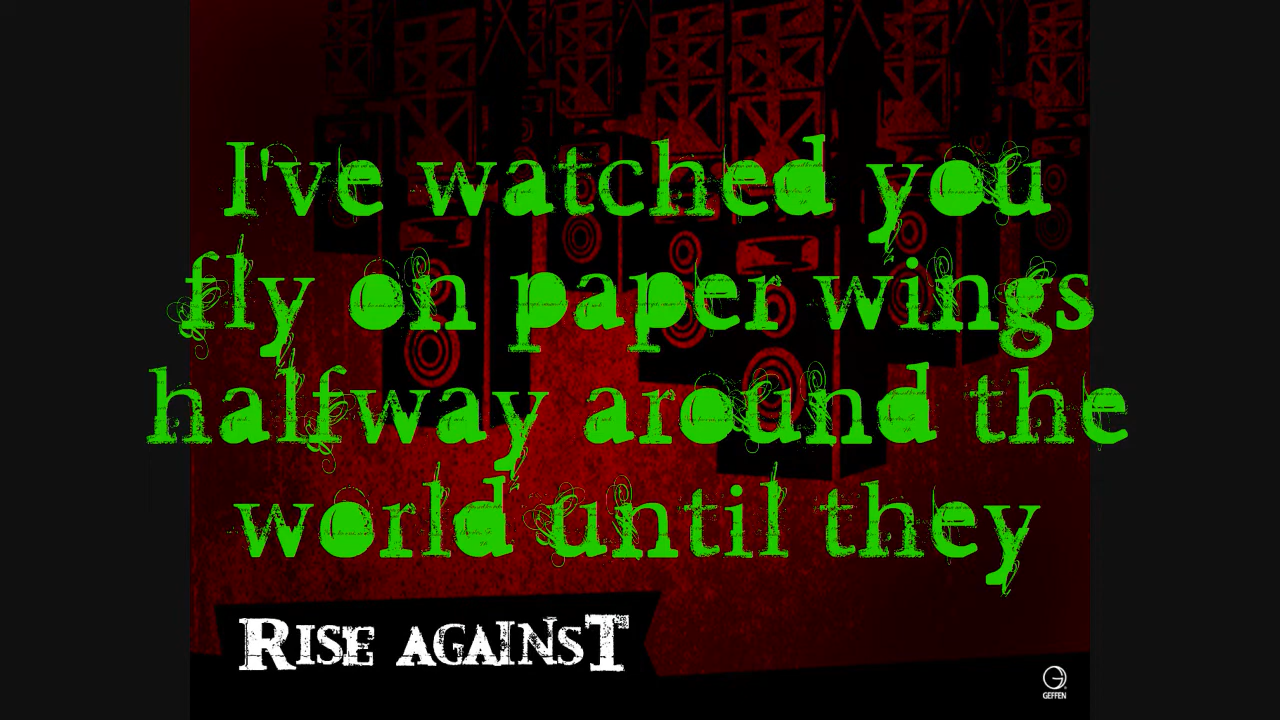 I've watched you
fly on paper wings
halfway around the
world until they
RISE AGAINST
GEFFEN